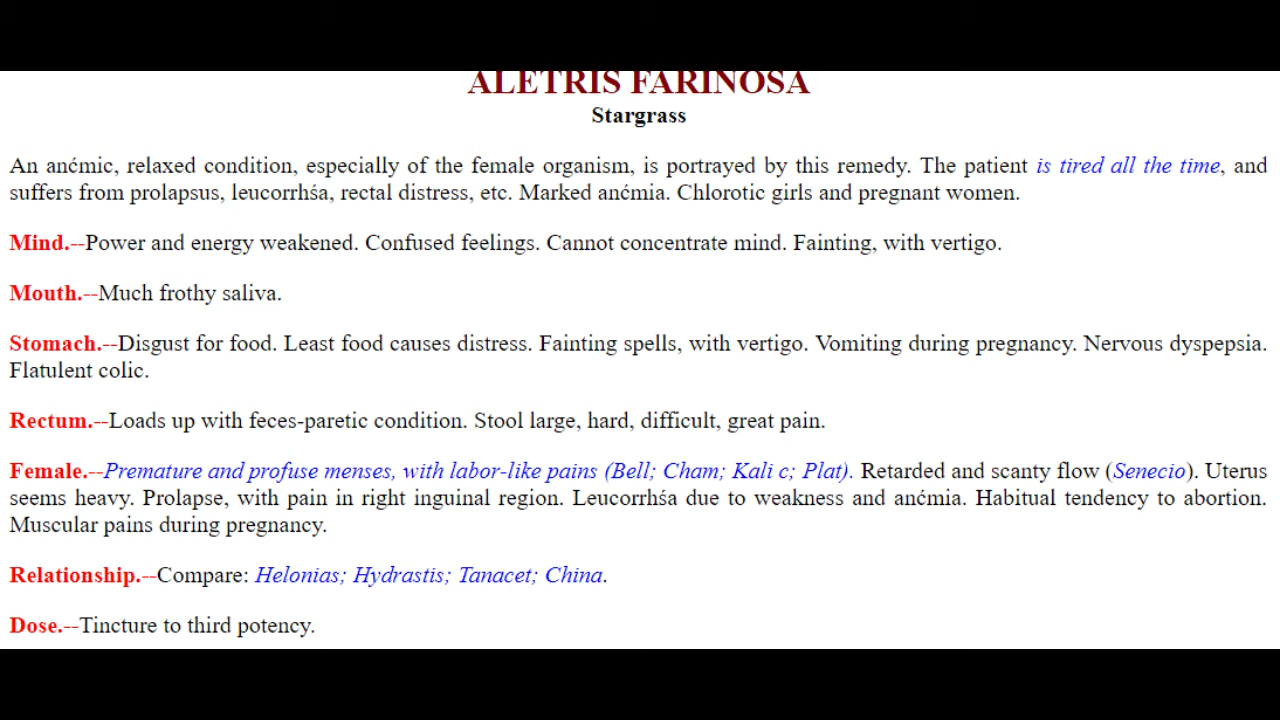 ALETRIS FARINOSA
Stargrass
An anćmic, relaxed condition, especially of the female organism, is portrayed by this remedy. The patient is tired all the time, and
suffers from prolapsus, leucorrhśa, rectal distress, etc. Marked anćmia. Chlorotic girls and pregnant women.
Mind.--Power and energy weakened. Confused feelings. Cannot concentrate mind. Fainting, with vertigo.
Mouth.--Much frothy saliva.
Stomach.--Disgust for food. Least food causes distress. Fainting spells, with vertigo. Vomiting during pregnancy. Nervous dyspepsia.
Flatulent colic.
Rectum.--Loads up with feces-paretic condition. Stool large, hard, difficult, great pain.
Female.--Premature and profuse menses, with labor-like pains (Bell; Cham; Kali c; Plat). Retarded and scanty flow (Senecio). Uterus
seems heavy. Prolapse, with pain in right inguinal region. Leucorrhśa due to weakness and anćmia. Habitual tendency to abortion.
Muscular pains during pregnancy.
Relationship.--Compare: Helonias; Hydrastis; Tanacet; China.
Dose.--Tincture to third potency.